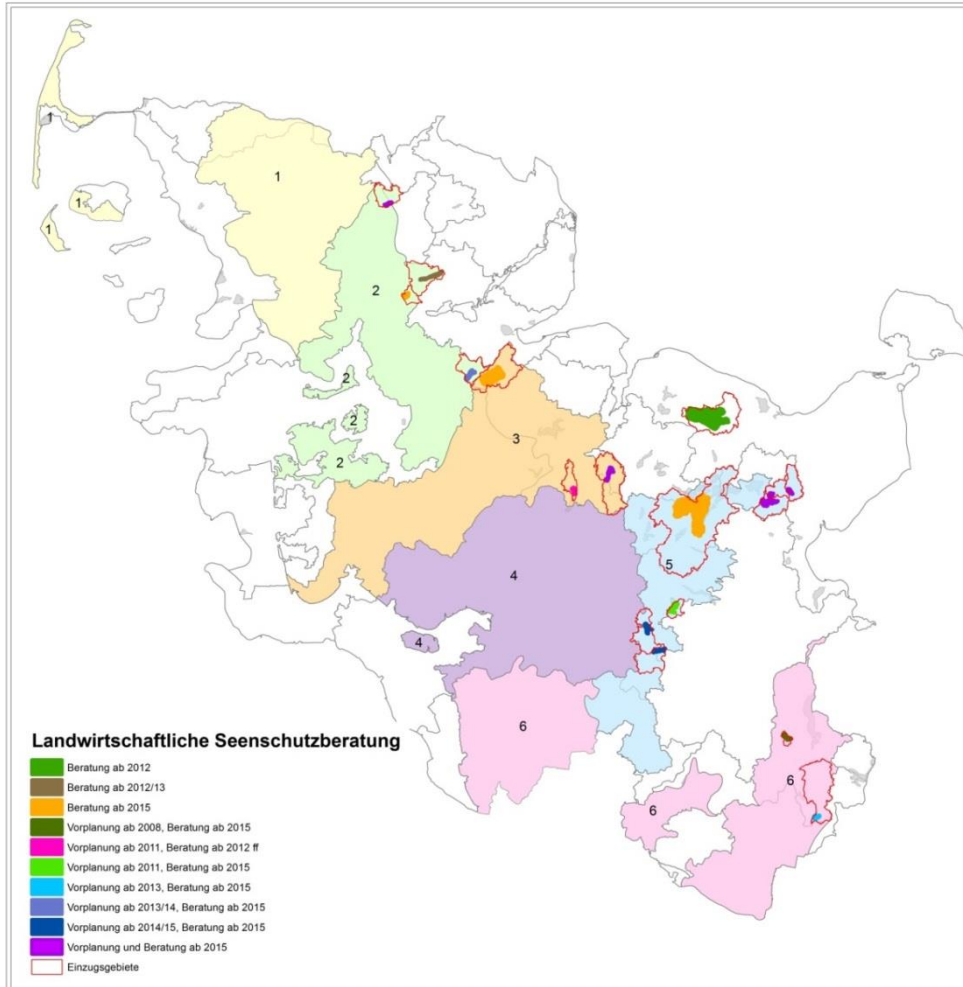 1
1
1
1
2
2
2
2
3
4
4
5
6
6
6
Landwirtschaftliche Seenschutzberatung
Beratung ab 2012
Beratung ab 2012/13
Beratung ab 2015
Vorplanung ab 2008, Beratung ab 2015
Vorplanung ab 2011, Beratung ab 2012 ff
Vorplanung ab 2011, Beratung ab 2015
Vorplanung ab 2013, Beratung ab 2015
Vorplanung ab 2013/14, Beratung ab 2015
Vorplanung ab 2014/15, Beratung ab 2015
Vorplanung und Beratung ab 2015
Einzugsgebiete